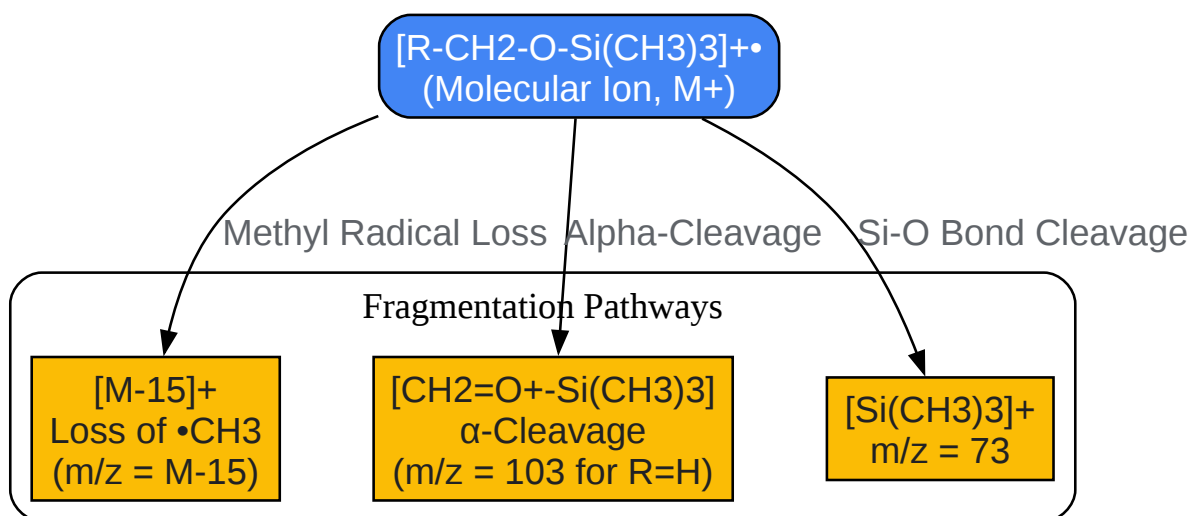 [R-CH2-O-Si(CH3)3]+•
(Molecular Ion, M+)
Methyl Radical Loss
Alpha-Cleavage
Si-O Bond Cleavage
Fragmentation Pathways
[M-15]+
Loss of •CH3
(m/z = M-15)
[CH2=O+-Si(CH3)3]
α-Cleavage
(m/z = 103 for R=H)
[Si(CH3)3]+
m/z = 73